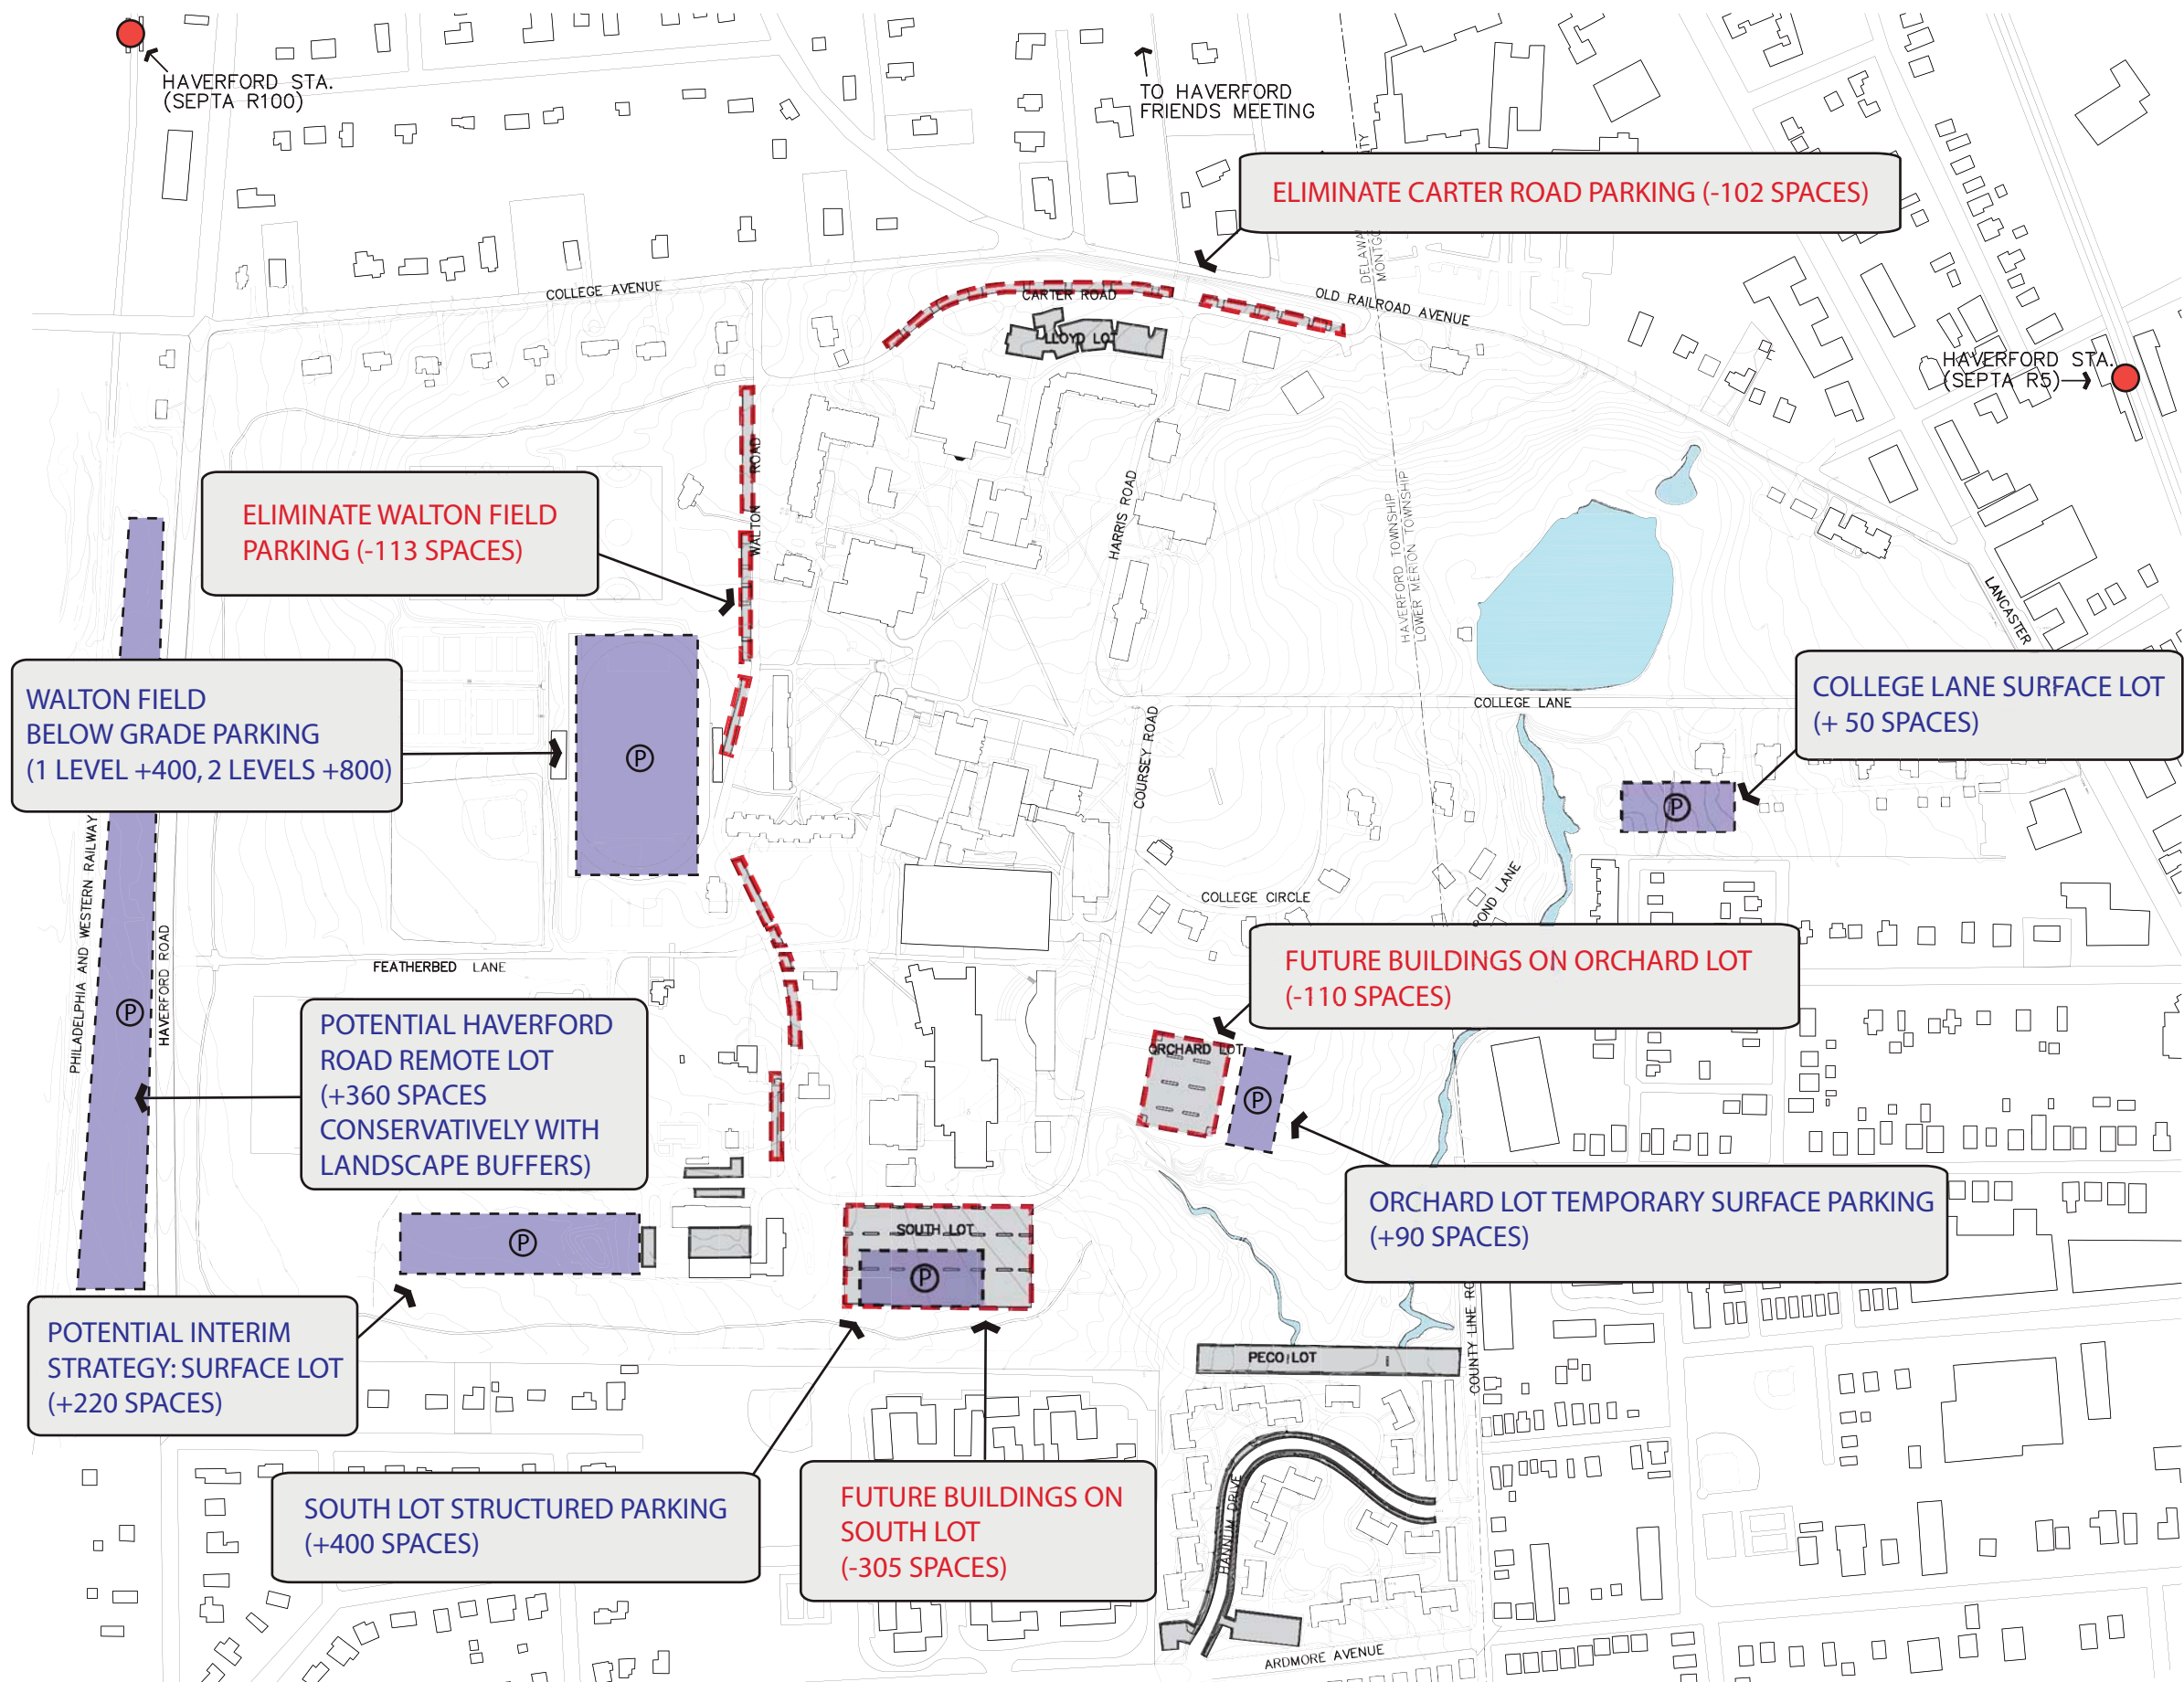 HAVERFORD STA.
(SEPTA R100)
TO HAVERFORD
FRIENDS MEETING
ELIMINATE CARTER ROAD PARKING (-102 SPACES)
COLLEGE AVENUE
CARTER ROAD
OLD RAILROAD AVENUE
LLOYD LOT
HAVERFORD STA.
(SEPTA R5)
WALTON ROAD
HARRIS ROAD
HAVERFORD TOWNSHIP
LOWER MERION TOWNSHIP
ELIMINATE WALTON FIELD
PARKING (-113 SPACES)
LANCASTER
WALTON FIELD
BELOW GRADE PARKING
(1 LEVEL +400, 2 LEVELS +800)
P
COLLEGE LANE
COLLEGE LANE SURFACE LOT
(+ 50 SPACES)
P
COURSEY ROAD
PHILADELPHIA AND WESTERN RAILWAY
HAVERFORD ROAD
P
COLLEGE CIRCLE
POND LANE
FEATHERBED LANE
FUTURE BUILDINGS ON ORCHARD LOT
(-110 SPACES)
POTENTIAL HAVERFORD
ROAD REMOTE LOT
(+360 SPACES
CONSERVATIVELY WITH
LANDSCAPE BUFFERS)
ORCHARD LOT
P
ORCHARD LOT TEMPORARY SURFACE PARKING
(+90 SPACES)
P
SOUTH LOT
P
POTENTIAL INTERIM
STRATEGY: SURFACE LOT
(+220 SPACES)
PECO LOT
COUNTY LINE RO
SOUTH LOT STRUCTURED PARKING
(+400 SPACES)
FUTURE BUILDINGS ON
SOUTH LOT
(-305 SPACES)
HANNUM DRIVE
ARDMORE AVENUE